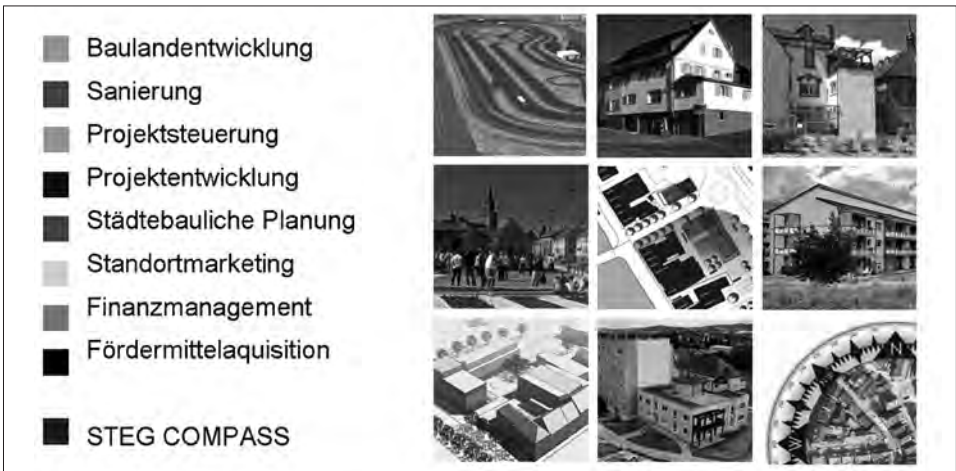 Baulandentwicklung
Sanierung
Projektsteuerung
Projektentwicklung
Städtebauliche Planung
Standortmarketing
Finanzmanagement
Fördermittelaquisition
STEG COMPASS
N
W